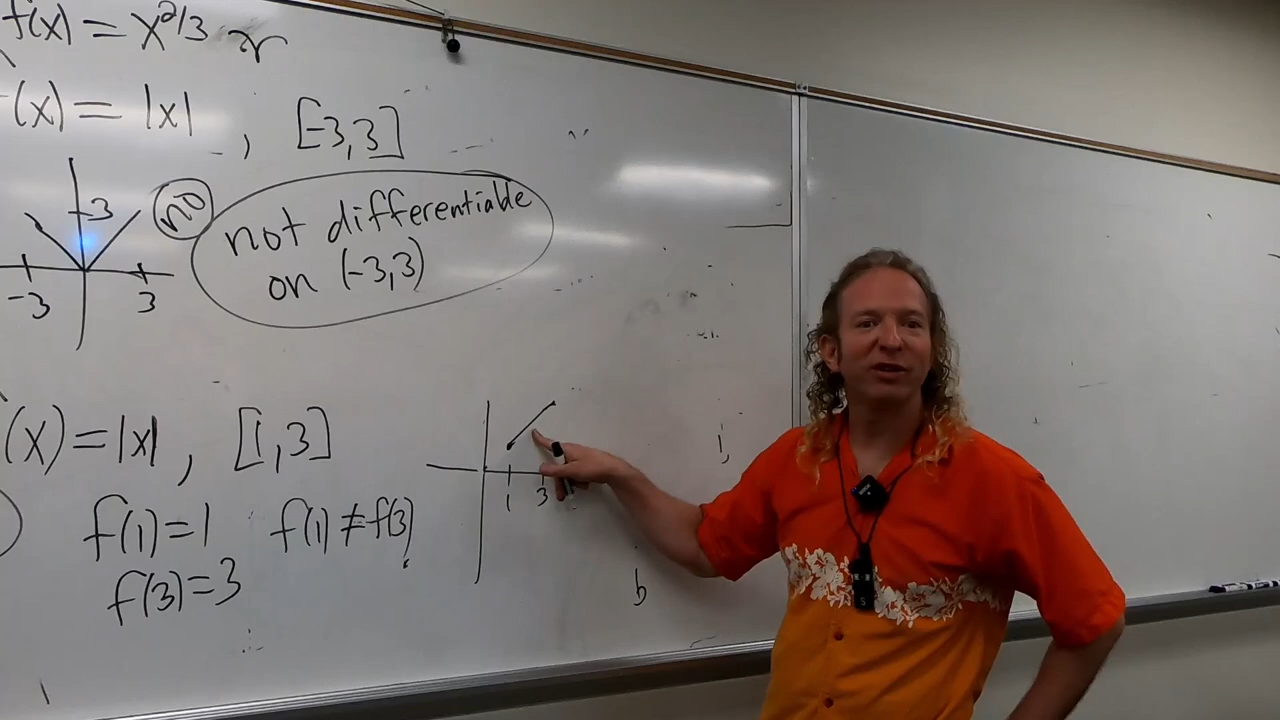 f(x) = x^2/3
(x) = |x| , [-3,3]
3
no
not differentiable
on (-3,3)
-3 3
(x) = |x| , [1,3]
1 3
f(1)=1 f(1) ≠ f(3)
f(3)=3
b